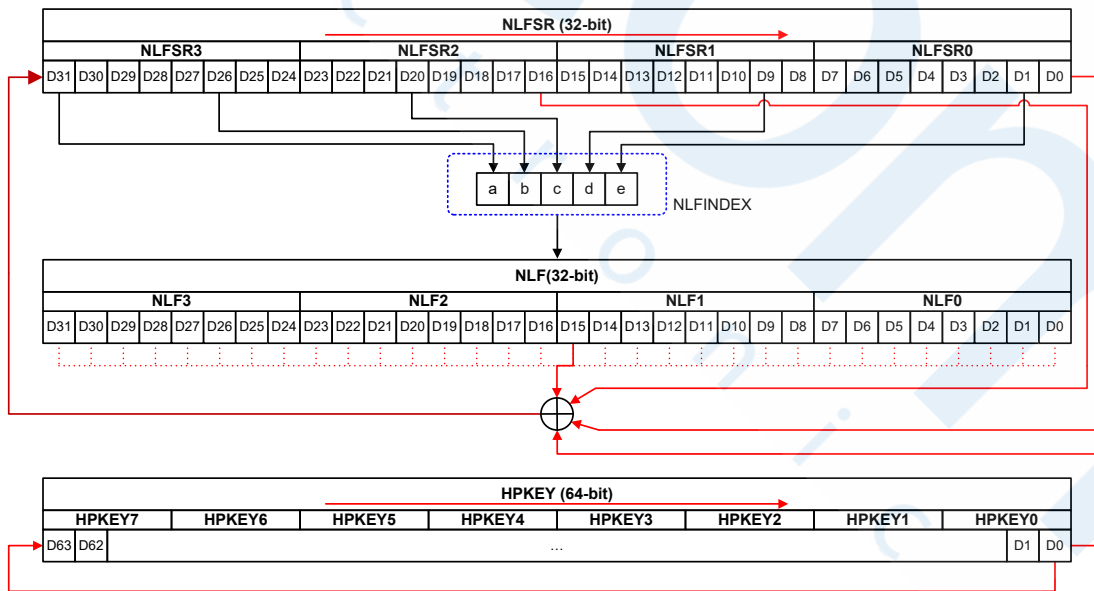 NLFSR (32-bit)
NLFSR3 NLFSR2 NLFSR1 NLFSR0
D31 D30 D29 D28 D27 D26 D25 D24 D23 D22 D21 D20 D19 D18 D17 D16 D15 D14 D13 D12 D11 D10 D9 D8 D7 D6 D5 D4 D3 D2 D1 D0
a b c d e
NLFINDEX
NLF(32-bit)
NLF3 NLF2 NLF1 NLF0
D31 D30 D29 D28 D27 D26 D25 D24 D23 D22 D21 D20 D19 D18 D17 D16 D15 D14 D13 D12 D11 D10 D9 D8 D7 D6 D5 D4 D3 D2 D1 D0
HPKEY (64-bit)
HPKEY7 HPKEY6 HPKEY5 HPKEY4 HPKEY3 HPKEY2 HPKEY1 HPKEY0
D63 D62 ... D1 D0